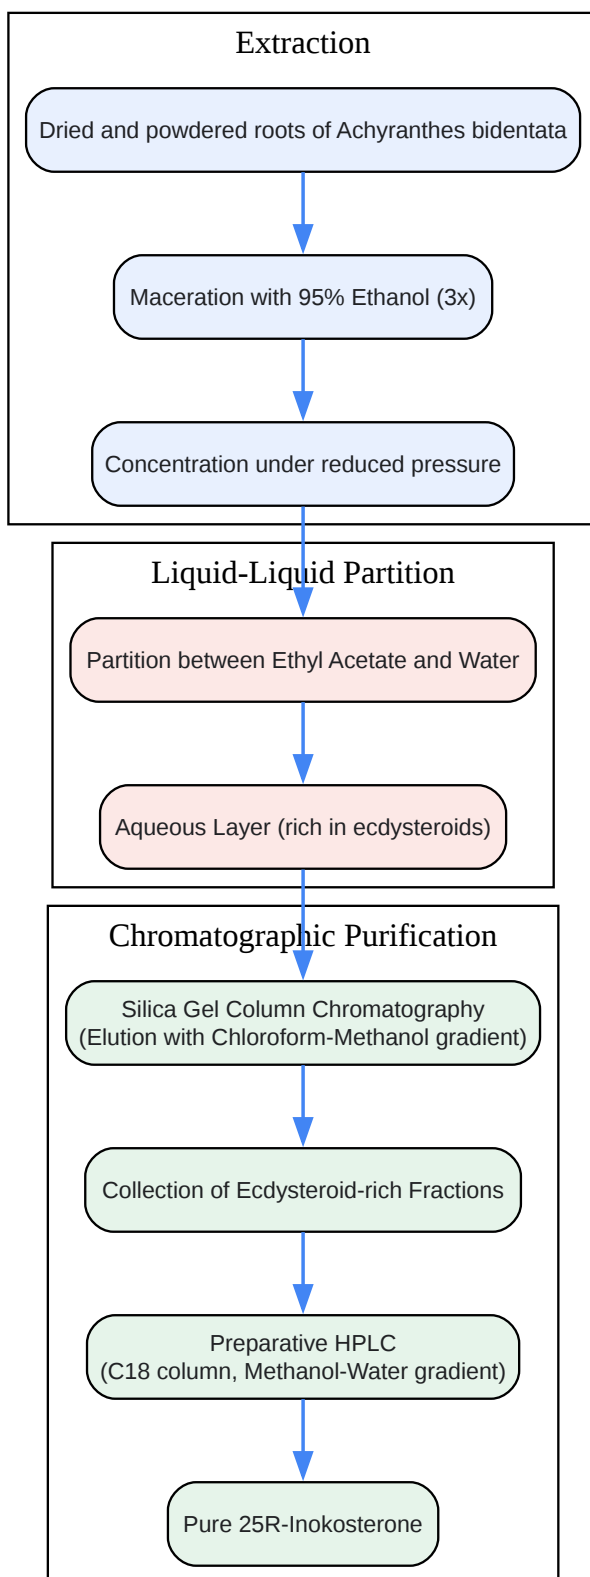 Extraction
Dried and powdered roots of Achyranthes bidentata
Maceration with 95% Ethanol (3x)
Concentration under reduced pressure
Liquid-Liquid Partition
Partition between Ethyl Acetate and Water
Aqueous Layer (rich in ecdysteroids)
Chromatographic Purification
Silica Gel Column Chromatography
(Elution with Chloroform-Methanol gradient)
Collection of Ecdysteroid-rich Fractions
Preparative HPLC
(C18 column, Methanol-Water gradient)
Pure 25R-Inokosterone